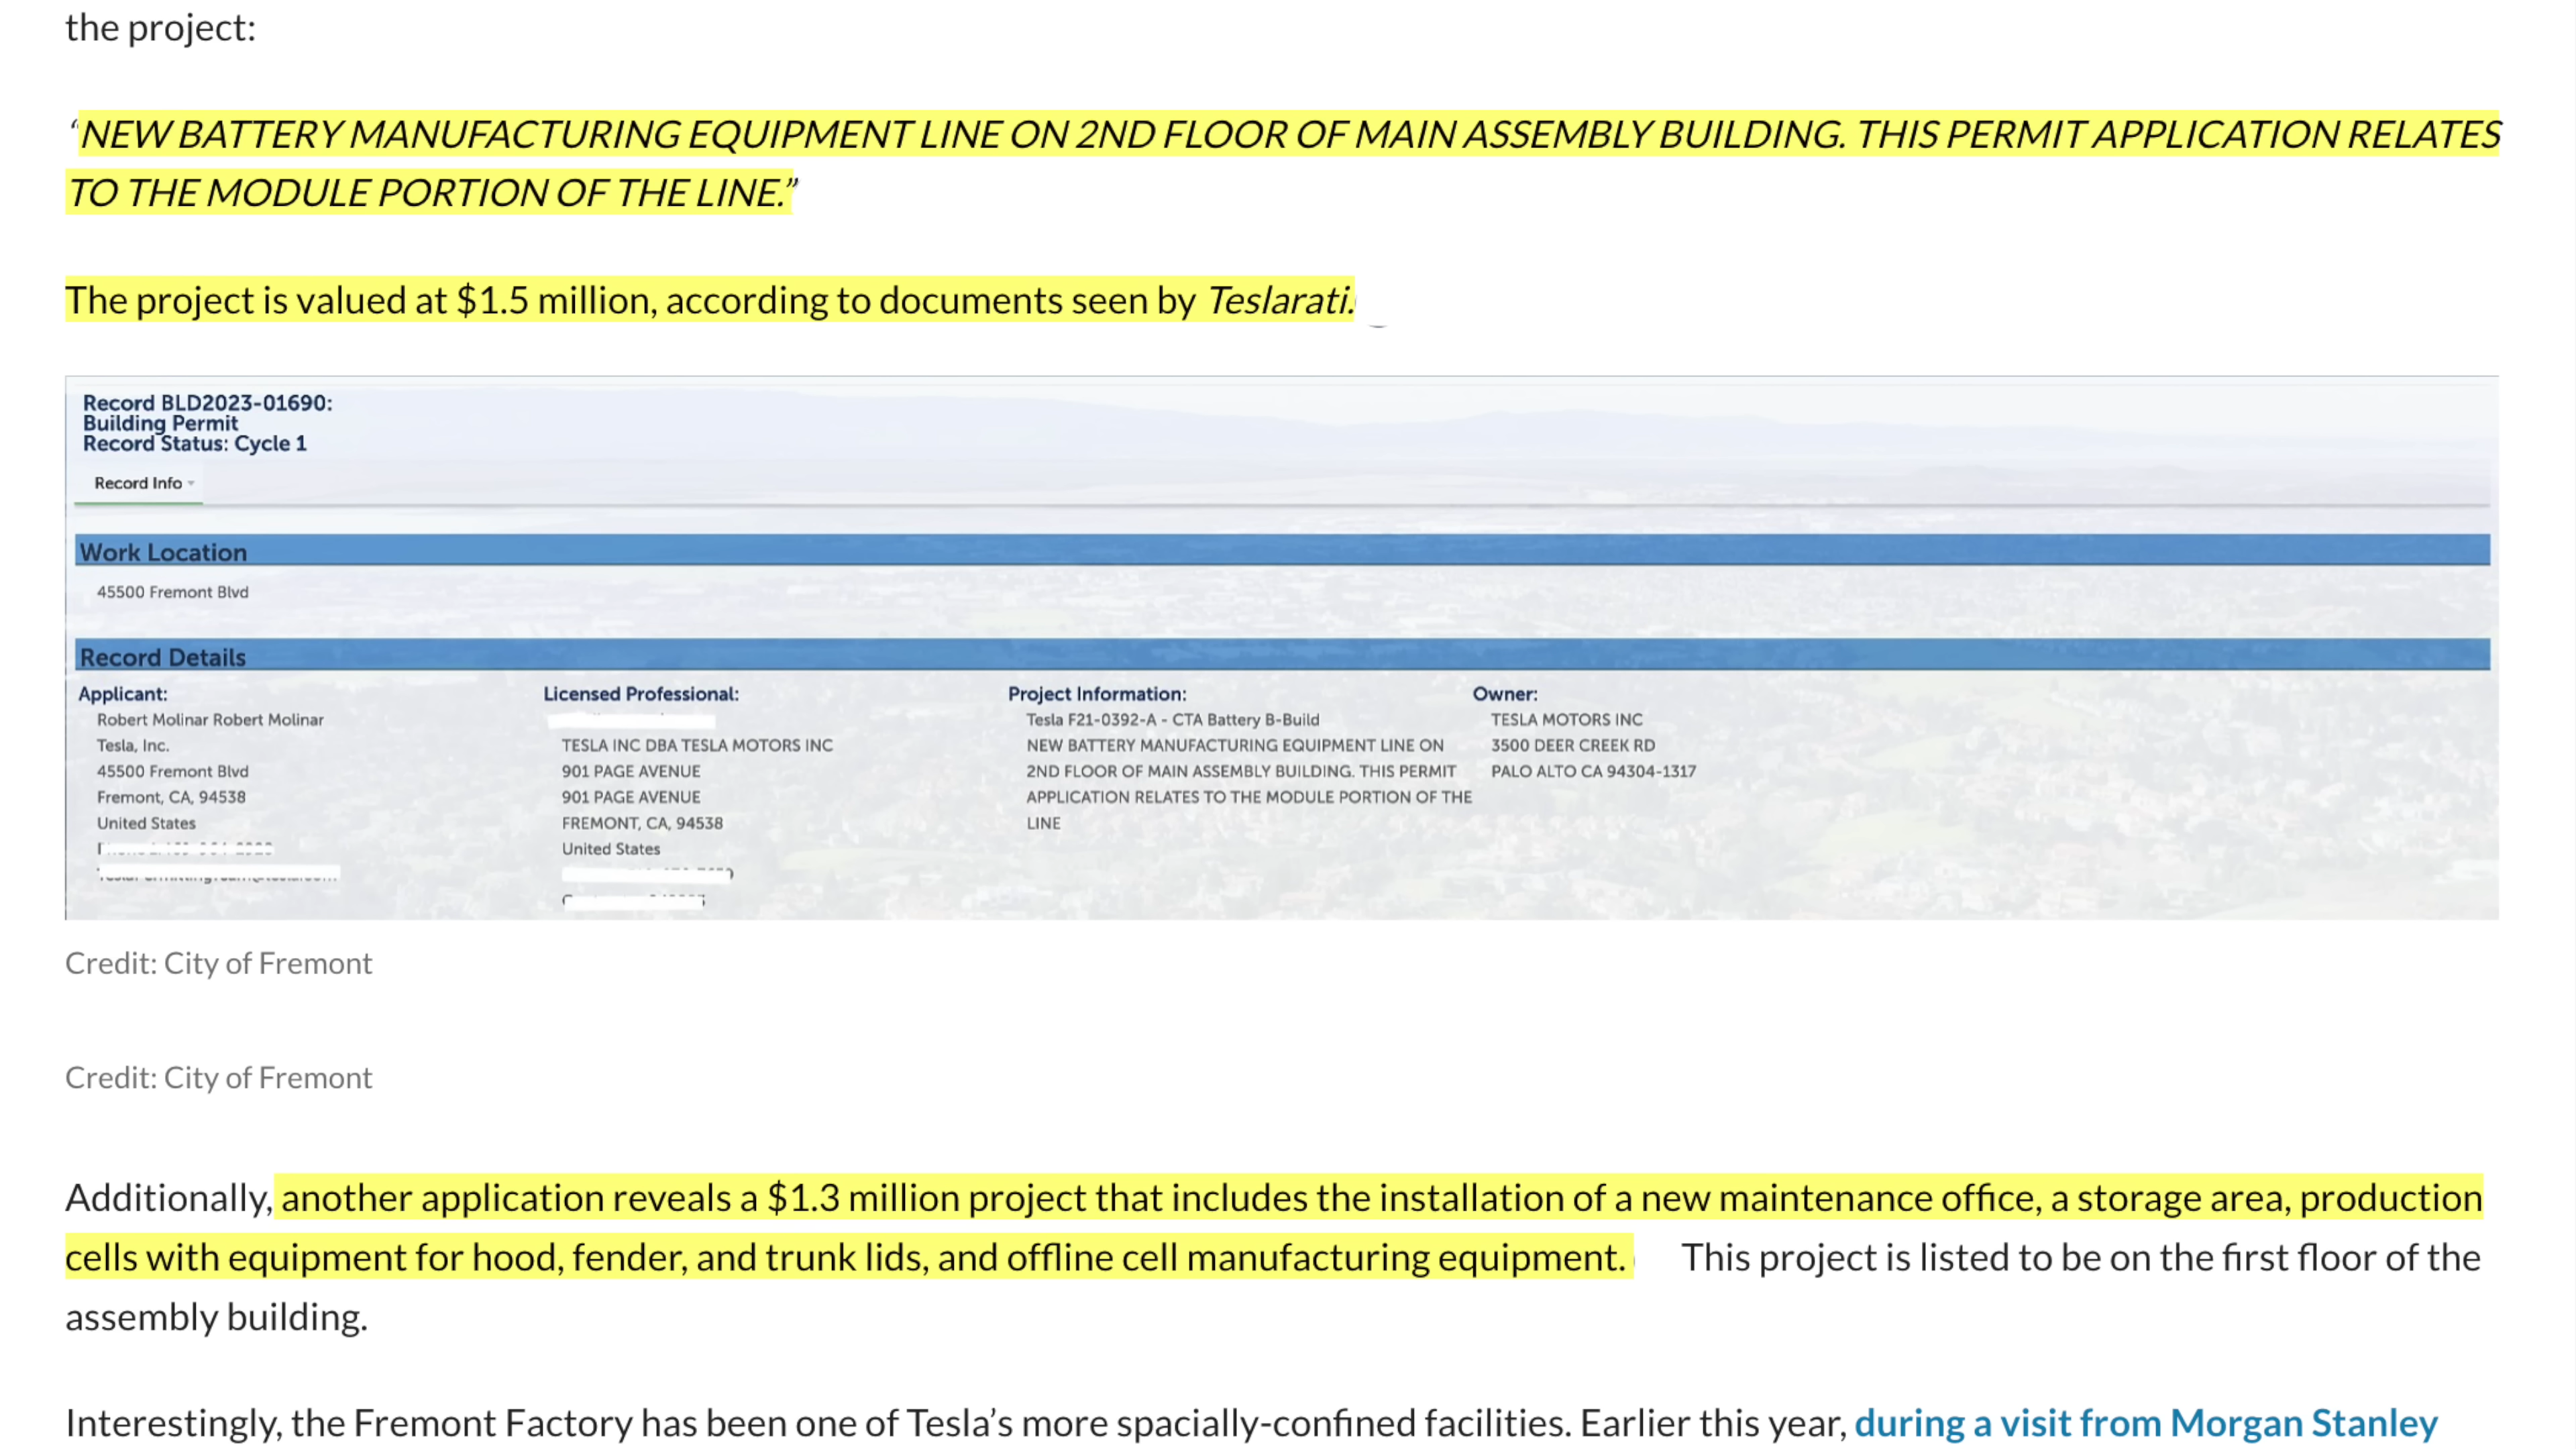 the project:
“NEW BATTERY MANUFACTURING EQUIPMENT LINE ON 2ND FLOOR OF MAIN ASSEMBLY BUILDING. THIS PERMIT APPLICATION RELATES
TO THE MODULE PORTION OF THE LINE.”
The project is valued at $1.5 million, according to documents seen by Teslarati.
Record BLD2023-01690:
Building Permit
Record Status: Cycle 1
Record Info
Work Location
45500 Fremont Blvd
Record Details
Applicant:
Robert Molinar Robert Molinar
Tesla, Inc.
45500 Fremont Blvd
Fremont, CA, 94538
United States
Licensed Professional:
TESLA INC DBA TESLA MOTORS INC
901 PAGE AVENUE
901 PAGE AVENUE
FREMONT, CA, 94538
United States
Project Information:
Tesla F21-0392-A - CTA Battery B-Build
NEW BATTERY MANUFACTURING EQUIPMENT LINE ON
2ND FLOOR OF MAIN ASSEMBLY BUILDING. THIS PERMIT
APPLICATION RELATES TO THE MODULE PORTION OF THE
LINE
Owner:
TESLA MOTORS INC
3500 DEER CREEK RD
PALO ALTO CA 94304-1317
Credit: City of Fremont
Credit: City of Fremont
Additionally, another application reveals a $1.3 million project that includes the installation of a new maintenance office, a storage area, production
cells with equipment for hood, fender, and trunk lids, and offline cell manufacturing equipment. This project is listed to be on the first floor of the
assembly building.
Interestingly, the Fremont Factory has been one of Tesla’s more spacially-confined facilities. Earlier this year, during a visit from Morgan Stanley